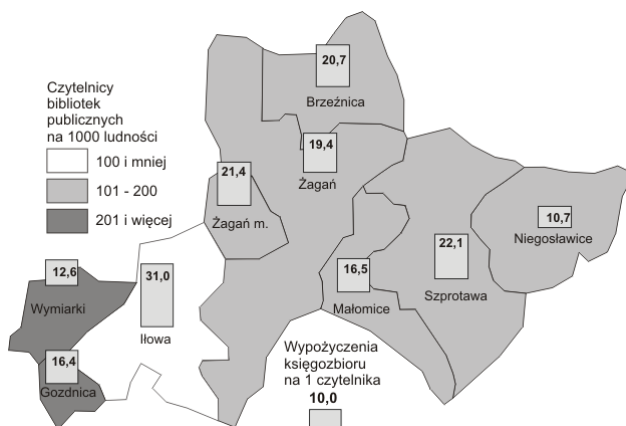 Czytelnicy
bibliotek
publicznych
na 1000 ludności
100 i mniej
101 - 200
201 i więcej
20,7
Brzeźnica
19,4
Żagań
21,4
Żagań m.
10,7
Niegosławice
22,1
Szprotawa
16,5
Małomice
12,6
Wymiarki
31,0
Iłowa
16,4
Gozdnica
Wypożyczenia
księgozbioru
na 1 czytelnika
10,0